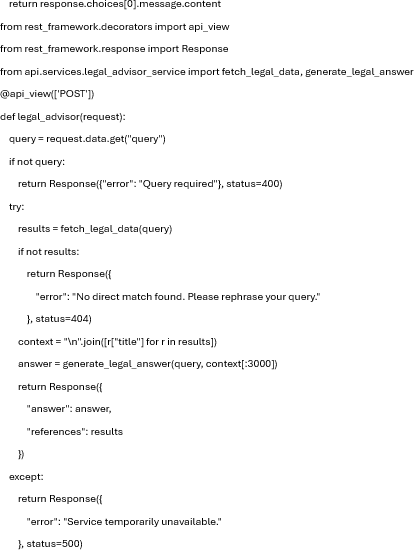 return response.choices[0].message.content
from rest_framework.decorators import api_view
from rest_framework.response import Response
from api.services.legal_advisor_service import fetch_legal_data, generate_legal_answer
@api_view(['POST'])
def legal_advisor(request):
query = request.data.get("query")
if not query:
return Response({"error": "Query required"}, status=400)
try:
results = fetch_legal_data(query)
if not results:
return Response({
"error": "No direct match found. Please rephrase your query."
}, status=404)
context = "\n".join([r["title"] for r in results])
answer = generate_legal_answer(query, context[:3000])
return Response({
"answer": answer,
"references": results
})
except:
return Response({
"error": "Service temporarily unavailable."
}, status=500)